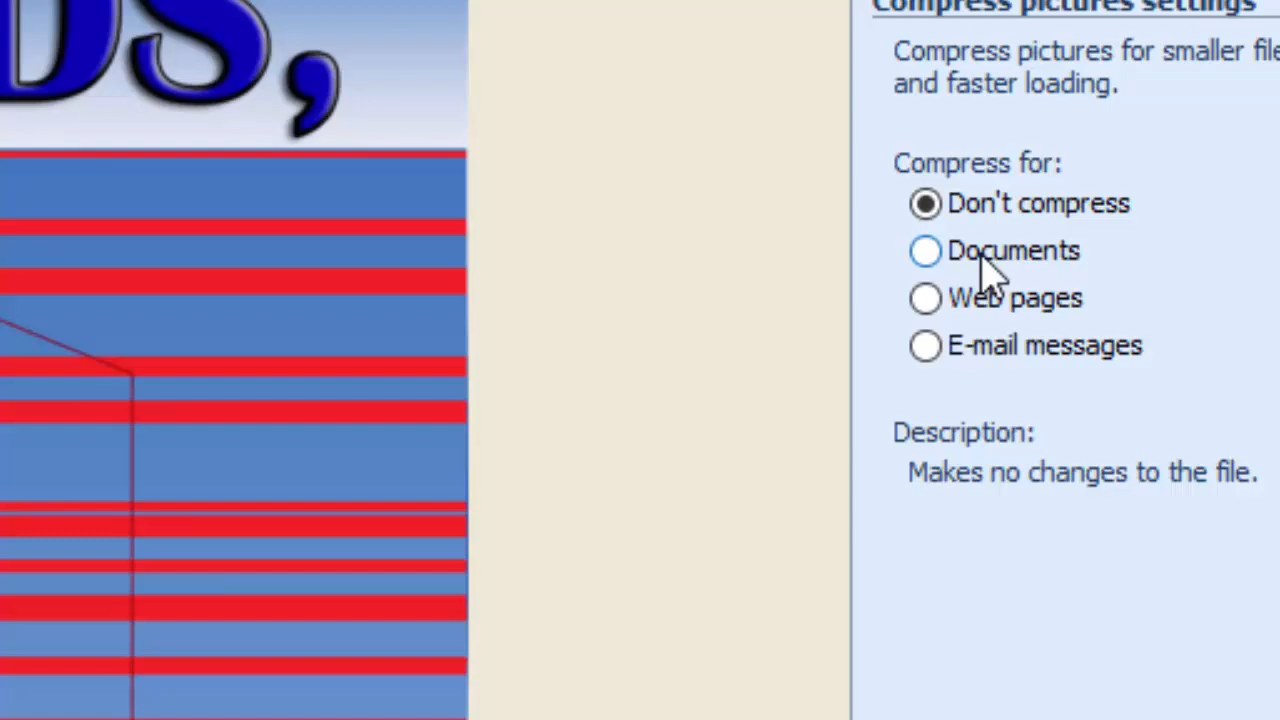 DS,
Compress pictures settings
Compress pictures for smaller file
and faster loading.
Compress for:
Don't compress
Documents
Web pages
E-mail messages
Description:
Makes no changes to the file.